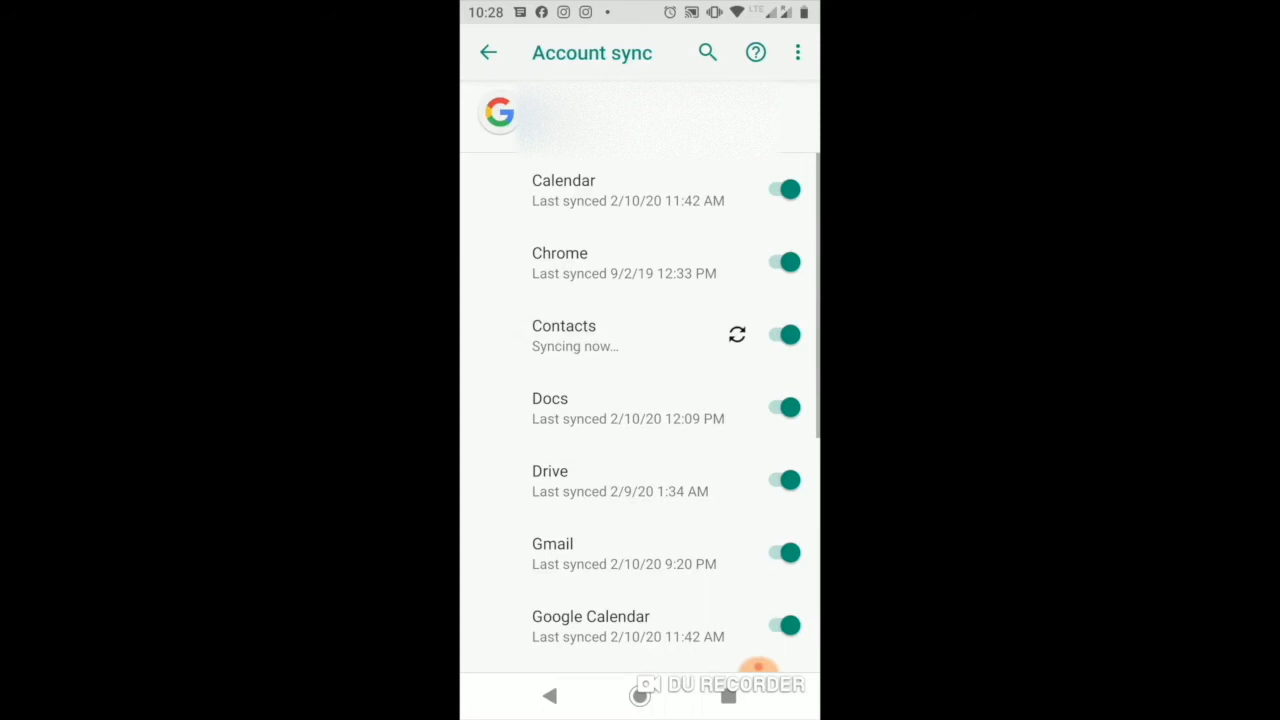 10:28 LTE
Account sync
Calendar
Last synced 2/10/20 11:42 AM
Chrome
Last synced 9/2/19 12:33 PM
Contacts
Syncing now...
Docs
Last synced 2/10/20 12:09 PM
Drive
Last synced 2/9/20 1:34 AM
Gmail
Last synced 2/10/20 9:20 PM
Google Calendar
Last synced 2/10/20 11:42 AM
DU RECORDER